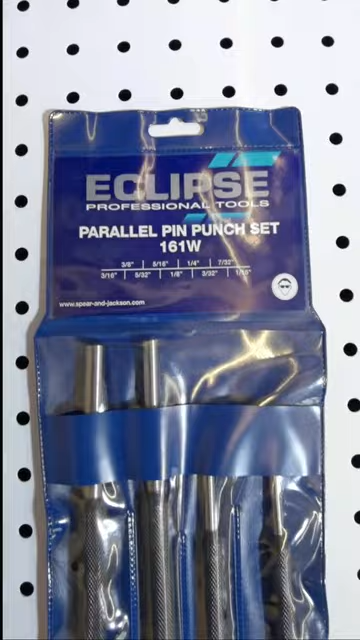 ECLIPSE
PROFESSIONAL TOOLS
PARALLEL PIN PUNCH SET
161W
3/8" 5/16" 1/4" 7/32"
3/16" 5/32" 1/8" 3/32" 1/16"
www.spear-and-jackson.com